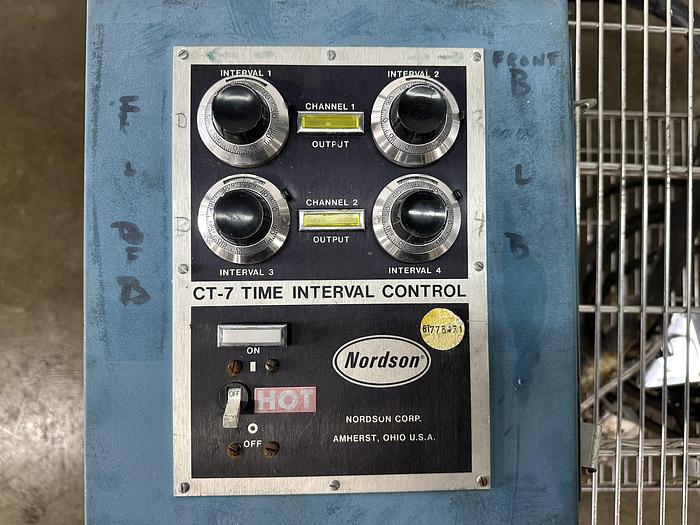 INTERVAL 1
INTERVAL 2
CHANNEL 1
OUTPUT
CHANNEL 2
OUTPUT
INTERVAL 3
INTERVAL 4
CT-7 TIME INTERVAL CONTROL
ON
OFF
HOT
OFF
Nordson®
NORDSON CORP.
AMHERST, OHIO U.S.A.
FRONT
B
L
B
F
B